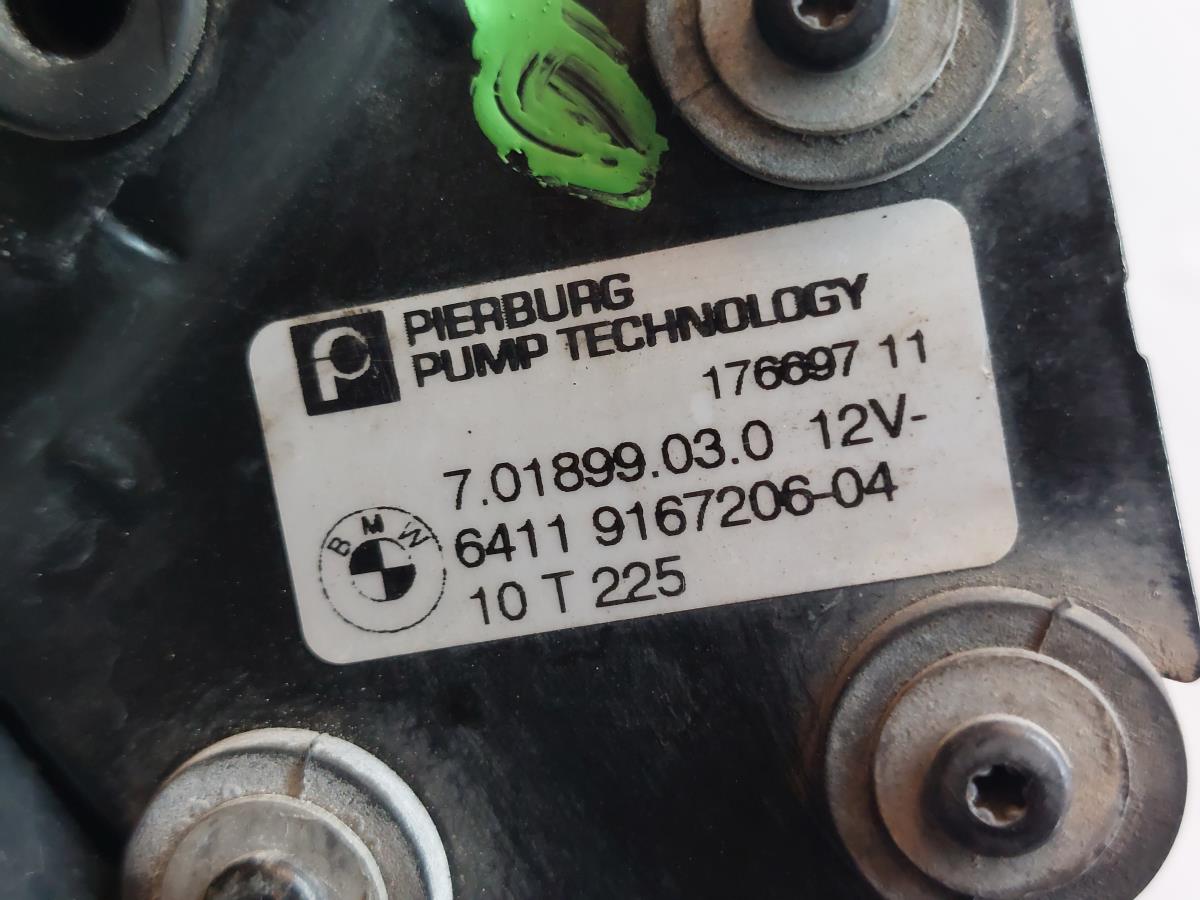 PIERBURG
PUMP TECHNOLOGY
176697 11
7.01899.03.0 12V-
BMW
6411 9167206-04
10 T 225